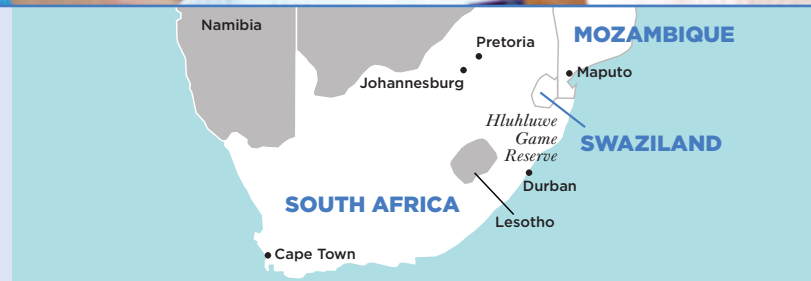 Namibia
Pretoria
MOZAMBIQUE
Johannesburg
Maputo
Hluhluwe
Game
Reserve
SWAZILAND
Durban
SOUTH AFRICA
Lesotho
Cape Town